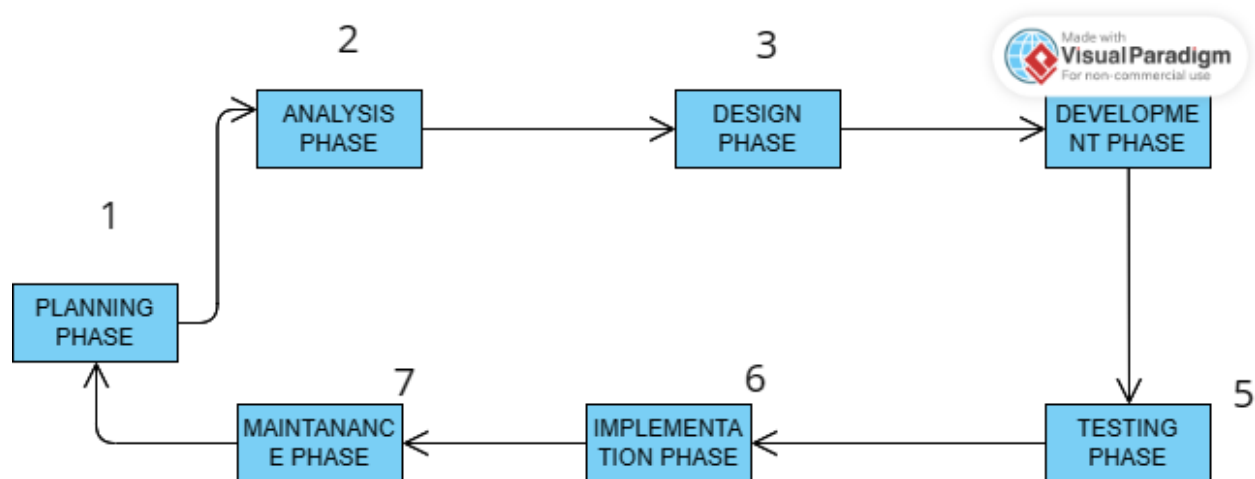 2
3
Made with
Visual Paradigm
For non-commercial use
ANALYSIS
PHASE
DESIGN
PHASE
DEVELOPME
NT PHASE
1
PLANNING
PHASE
7
6
5
MAINTANANC
E PHASE
IMPLEMENTA
TION PHASE
TESTING
PHASE